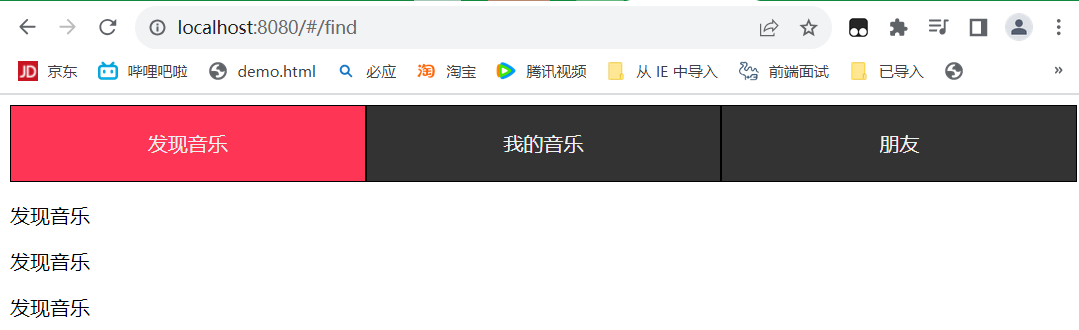 localhost:8080/#/find
JD 京东 哔哩哔啦 demo.html 必应 淘 淘宝 腾讯视频 从 IE 中导入 前端面试 已导入 »
发现音乐 我的音乐 朋友
发现音乐
发现音乐
发现音乐